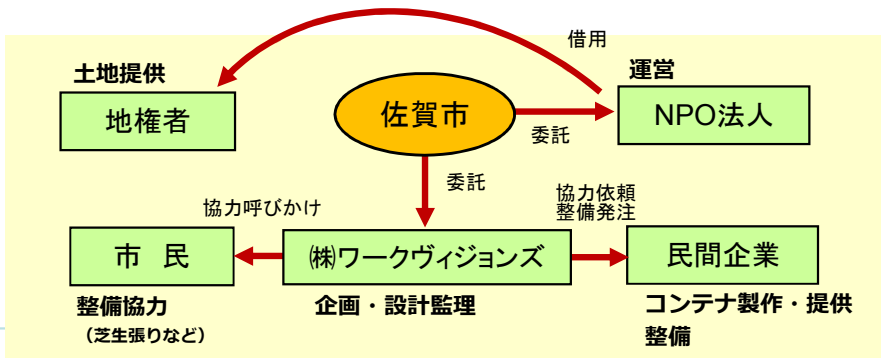 借用
土地提供
運営
地権者
佐賀市
NPO法人
委託
委託
協力呼びかけ
協力依頼
整備発注
市 民
㈱ワークヴィジョンズ
民間企業
整備協力
(芝生張りなど)
企画・設計監理
コンテナ製作・提供
整備